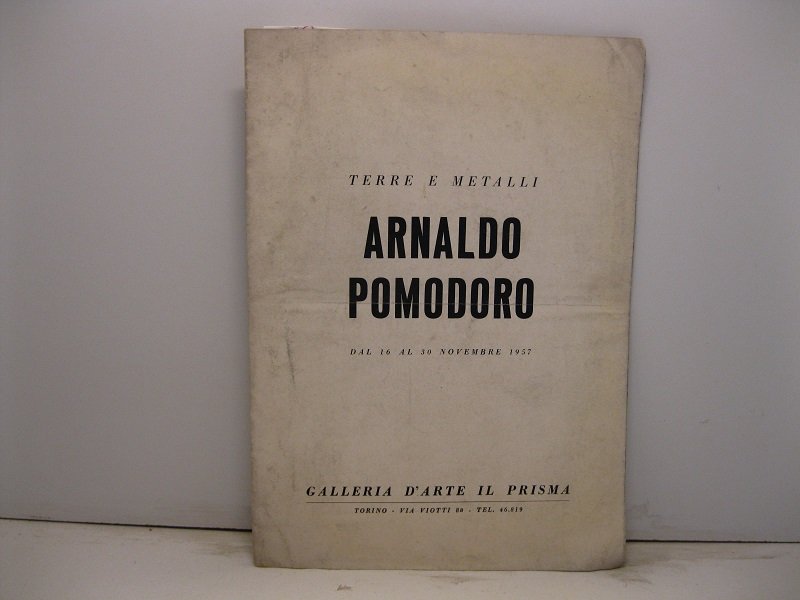 TERRE E METALLI
ARNALDO
POMODORO
DAL 16 AL 30 NOVEMBRE 1957
GALLERIA D'ARTE IL PRISMA
TORINO - VIA VIOTTI 8B - TEL. 46.819